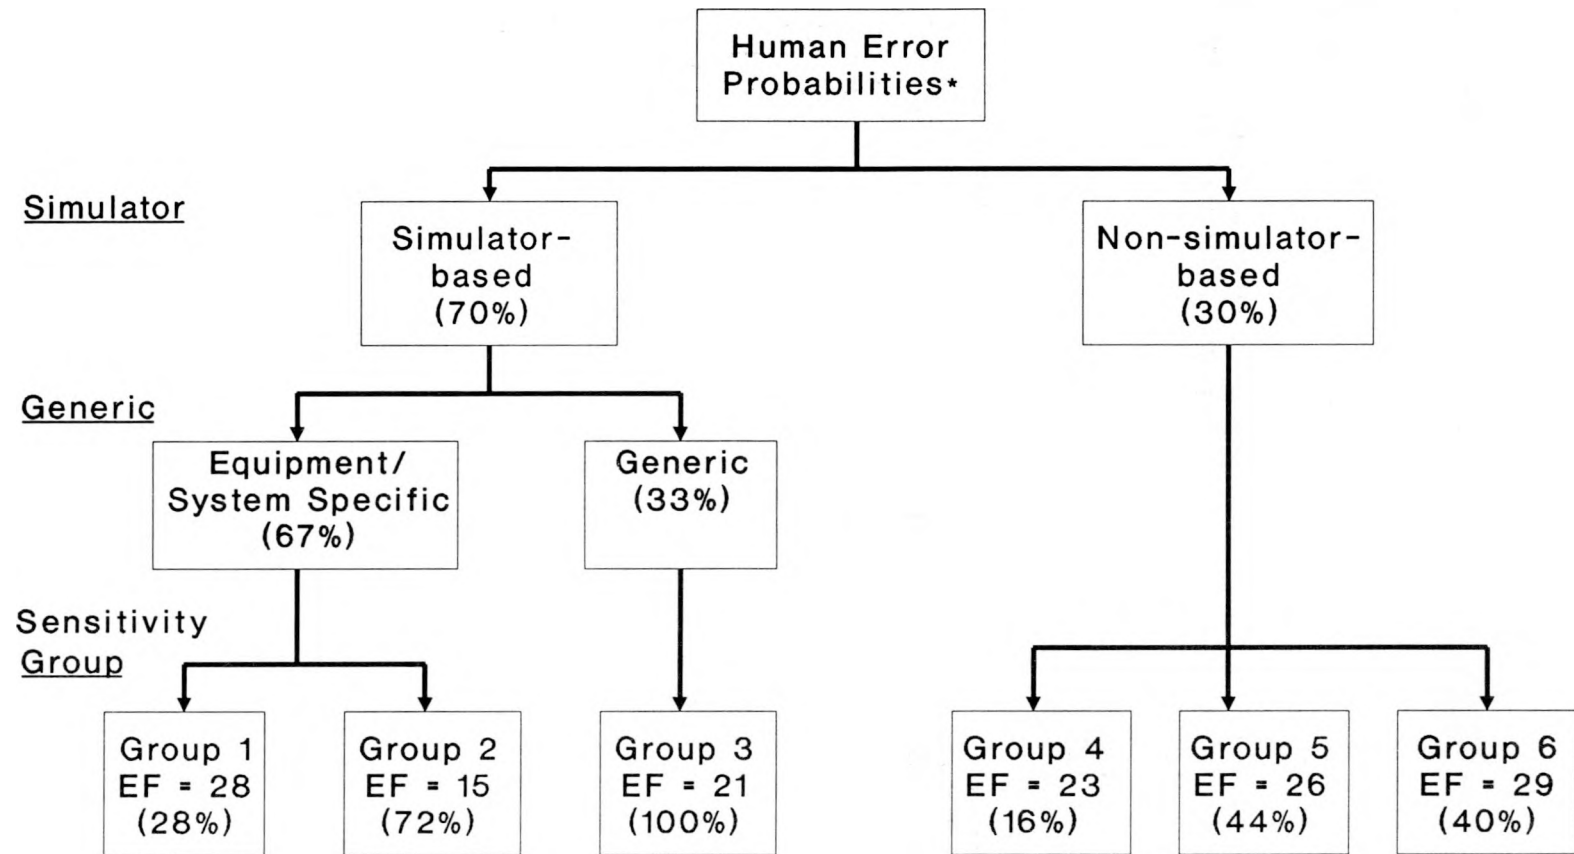 Human Error
Probabilities*
Simulator
Simulator-
based
(70%)
Non-simulator-
based
(30%)
Generic
Equipment/
System Specific
(67%)
Generic
(33%)
Sensitivity
Group
Group 1
EF = 28
(28%)
Group 2
EF = 15
(72%)
Group 3
EF = 21
(100%)
Group 4
EF = 23
(16%)
Group 5
EF = 26
(44%)
Group 6
EF = 29
(40%)